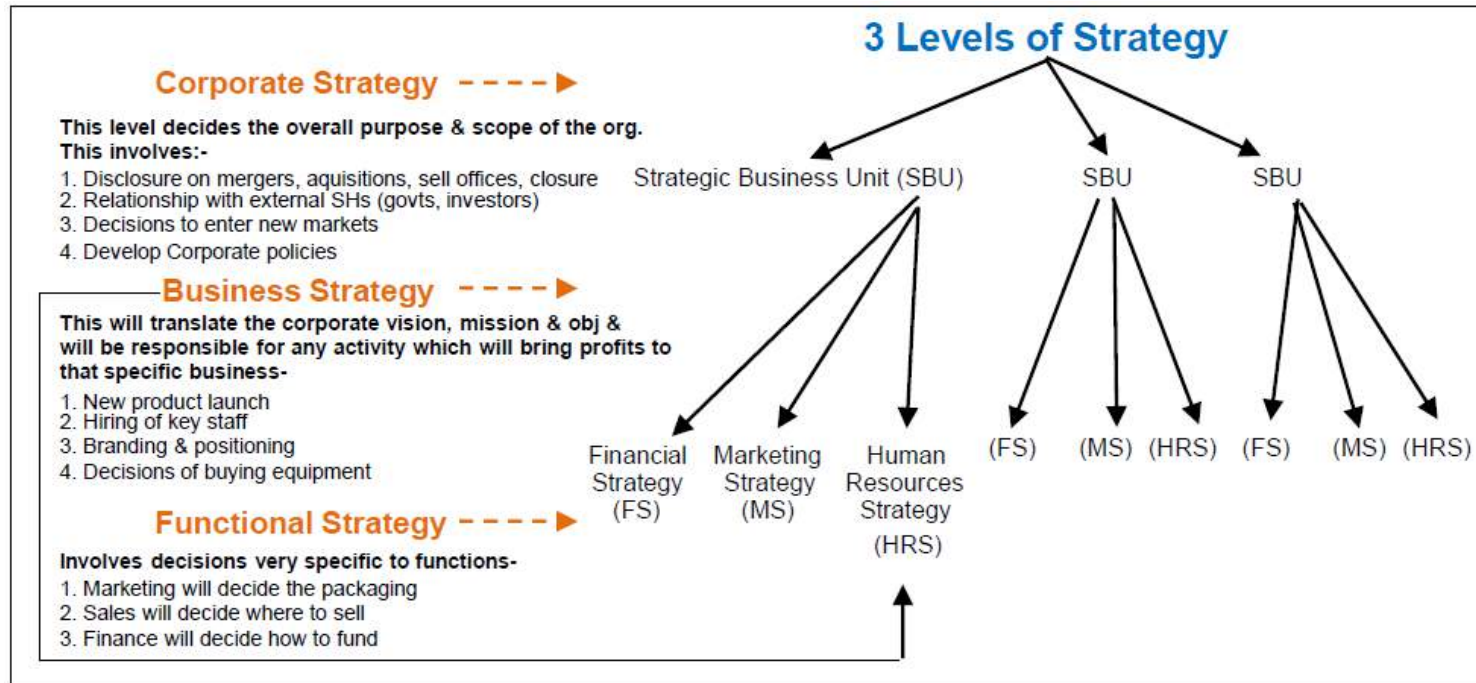 3 Levels of Strategy
Corporate Strategy
This level decides the overall purpose & scope of the org.
This involves:-
1. Disclosure on mergers, aquisitions, sell offices, closure
2. Relationship with external SHs (govts, investors)
3. Decisions to enter new markets
4. Develop Corporate policies
Strategic Business Unit (SBU)
SBU
SBU
Business Strategy
This will translate the corporate vision, mission & obj &
will be responsible for any activity which will bring profits to
that specific business-
1. New product launch
2. Hiring of key staff
3. Branding & positioning
4. Decisions of buying equipment
Financial
Strategy
(FS)
Marketing
Strategy
(MS)
Human
Resources
Strategy
(HRS)
(FS)
(MS)
(HRS)
(FS)
(MS)
(HRS)
Functional Strategy
Involves decisions very specific to functions-
1. Marketing will decide the packaging
2. Sales will decide where to sell
3. Finance will decide how to fund